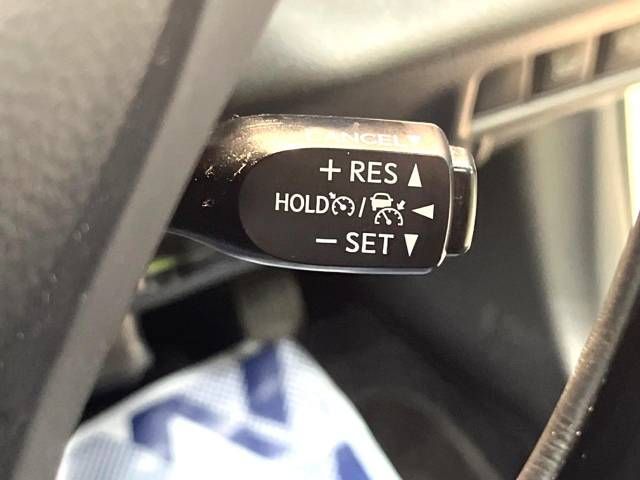 CANCEL
+ RES
HOLD /
− SET